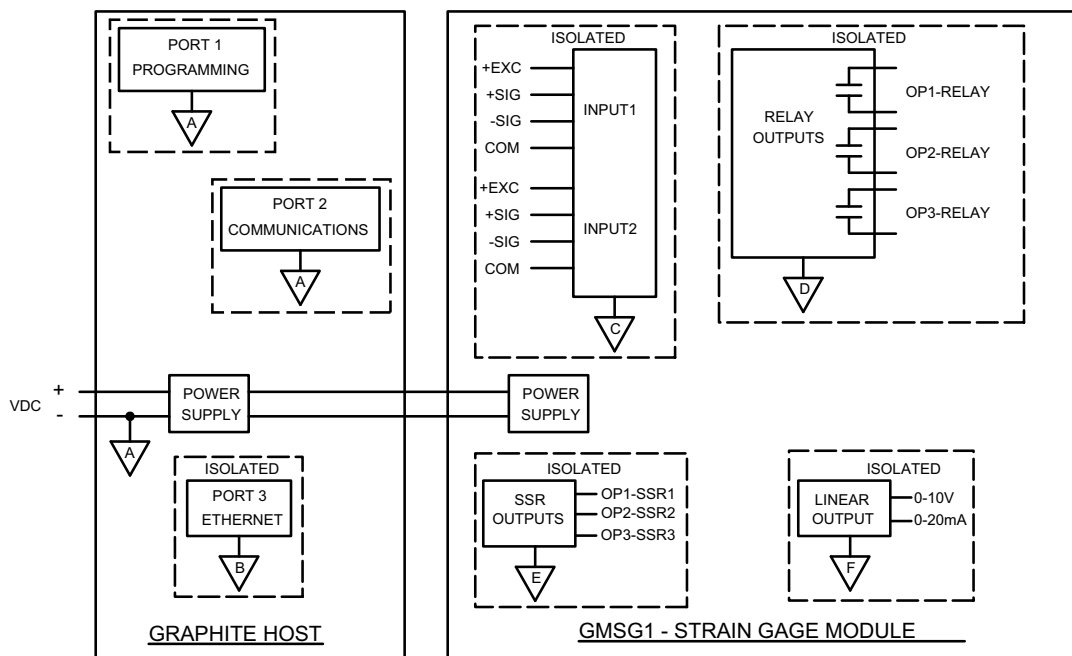 PORT 1
PROGRAMMING
A
PORT 2
COMMUNICATIONS
A
VDC
+
-
A
POWER
SUPPLY
ISOLATED
PORT 3
ETHERNET
B
GRAPHITE HOST
ISOLATED
+EXC
+SIG
-SIG
COM
INPUT1
+EXC
+SIG
-SIG
COM
INPUT2
C
ISOLATED
RELAY
OUTPUTS
OP1-RELAY
OP2-RELAY
OP3-RELAY
D
POWER
SUPPLY
ISOLATED
SSR
OUTPUTS
OP1-SSR1
OP2-SSR2
OP3-SSR3
E
ISOLATED
LINEAR
OUTPUT
0-10V
0-20mA
F
GMSG1 - STRAIN GAGE MODULE